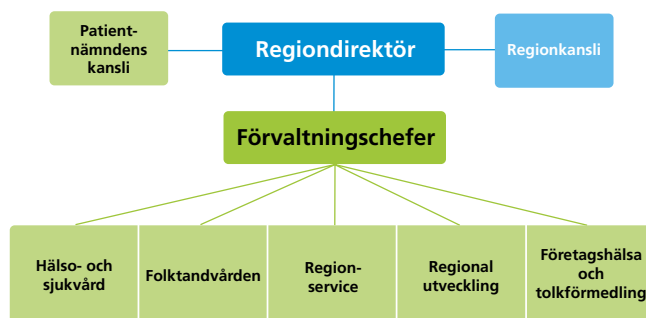 Patient-
nämndens
kansli
Regiondirektör
Regionkansli
Förvaltningschefer
Hälso- och
sjukvård
Folktandvården
Region-
service
Regional
utveckling
Företagshälsa
och
tolkförmedling